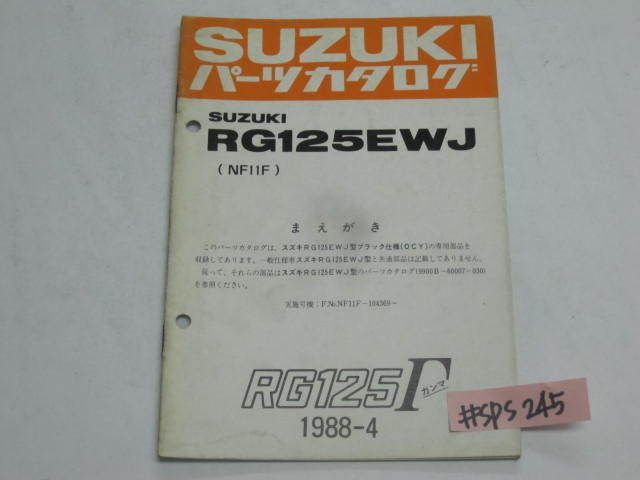 SUZUKI
パーツカタログ
SUZUKI
RG125EWJ
(NF11F)
まえがき
このパーツカタログは、スズキRG125EWJ型ブラック仕様(OCY)の専用部品を
収録してあります。一般仕様車スズキRG125EWJ型と共通部品は記載してありません。
従って、それらの部品はスズキRG125EWJ型のパーツカタログ(9900B-60007-030)
を参照ください。
実施号機:F.No.NF11F-104369~
RG125Γ
ガンマ
1988-4
#SPS 245